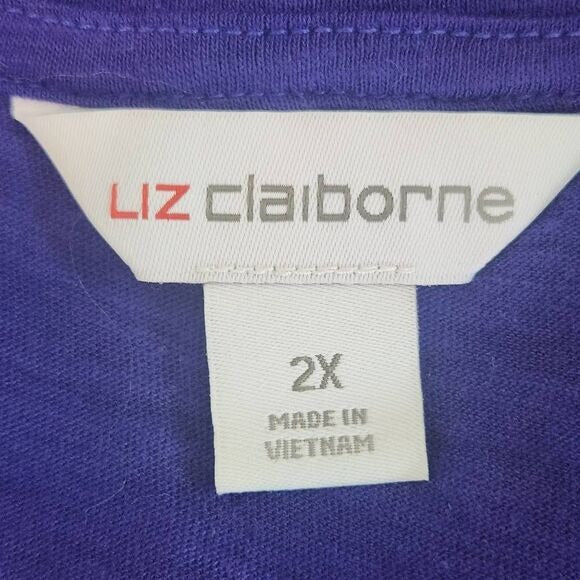 LIZ claiborne
2X
MADE IN
VIETNAM